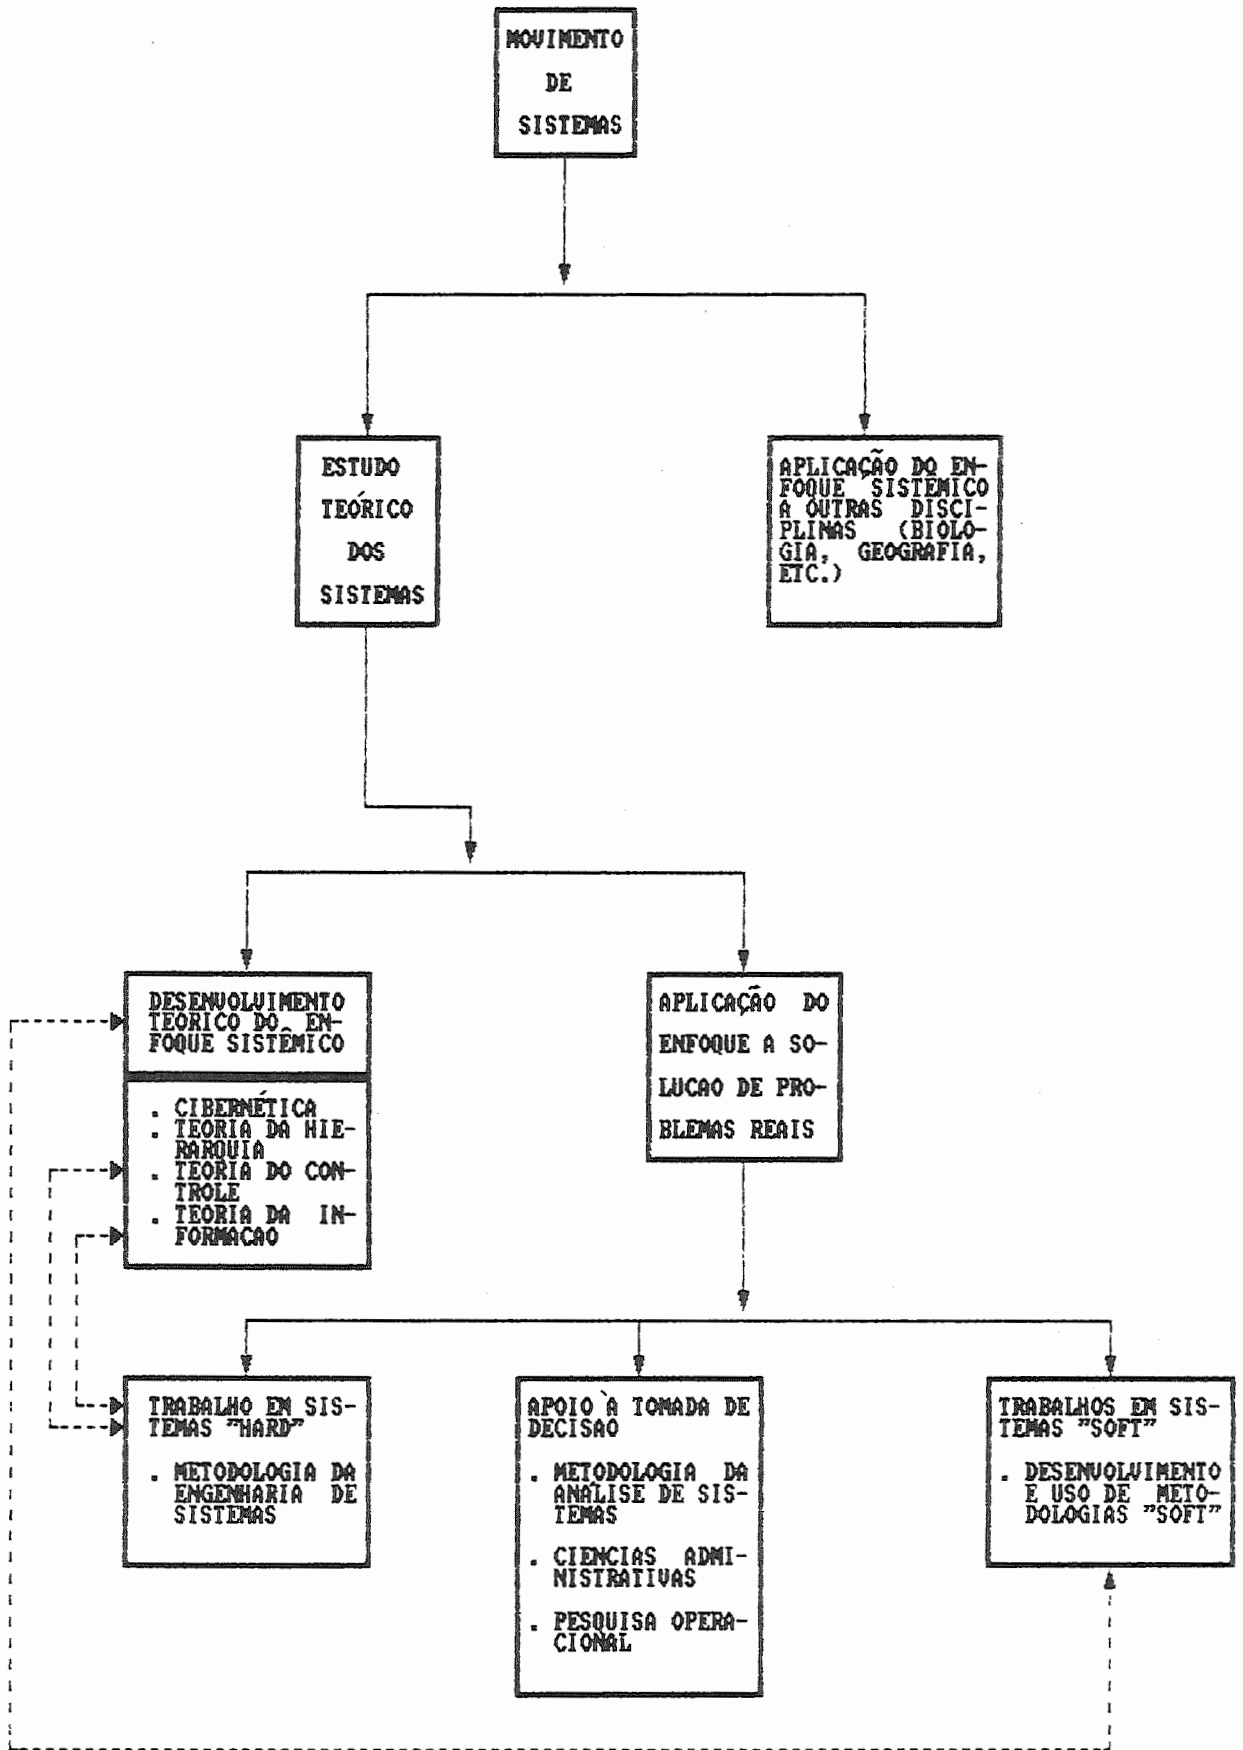 MOVIMENTO
DE
SISTEMAS
ESTUDO
TEÓRICO
DOS
SISTEMAS
APLICAÇÃO DO EN-
FOQUE SISTÊMICO
A OUTRAS DISCI-
PLINAS (BIOLO-
GIA, GEOGRAFIA,
ETC.)
DESENVOLVIMENTO
TEORICO DO EN-
FOQUE SISTÊMICO
. CIBERNÉTICA
. TEORIA DA HIE-
RARQUIA
. TEORIA DO CON-
TROLE
. TEORIA DA IN-
FORMACAO
APLICAÇÃO DO
ENFOQUE A SO-
LUCAO DE PRO-
BLEMAS REAIS
TRABALHO EM SIS-
TEMAS "HARD"
. METODOLOGIA DA
ENGENHARIA DE
SISTEMAS
APOIO À TOMADA DE
DECISAO
. METODOLOGIA DA
ANALISE DE SIS-
TEMAS
. CIENCIAS ADMI-
NISTRATIVAS
. PESQUISA OPERA-
CIONAL
TRABALHOS EM SIS-
TEMAS "SOFT"
. DESENVOLVIMENTO
E USO DE METO-
DOLOGIAS "SOFT"